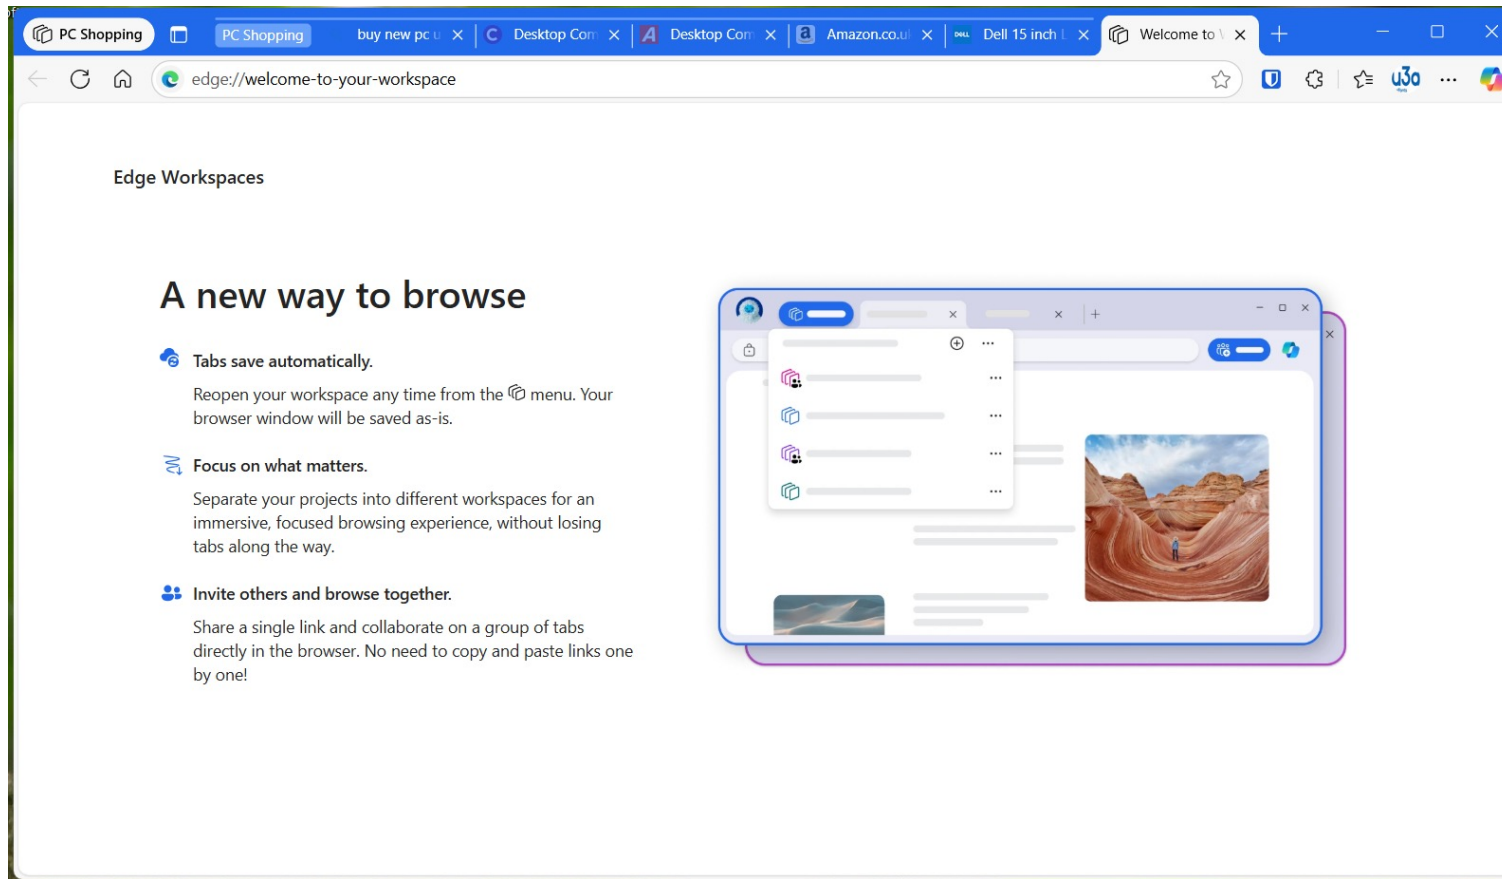 PC Shopping
PC Shopping
buy new pc u
Desktop Com
Desktop Com
Amazon.co.u
DELL
Dell 15 inch L
Welcome to \
edge://welcome-to-your-workspace
u3a
Edge Workspaces
A new way to browse
Tabs save automatically.
Reopen your workspace any time from the menu. Your
browser window will be saved as-is.
Focus on what matters.
Separate your projects into different workspaces for an
immersive, focused browsing experience, without losing
tabs along the way.
Invite others and browse together.
Share a single link and collaborate on a group of tabs
directly in the browser. No need to copy and paste links one
by one!